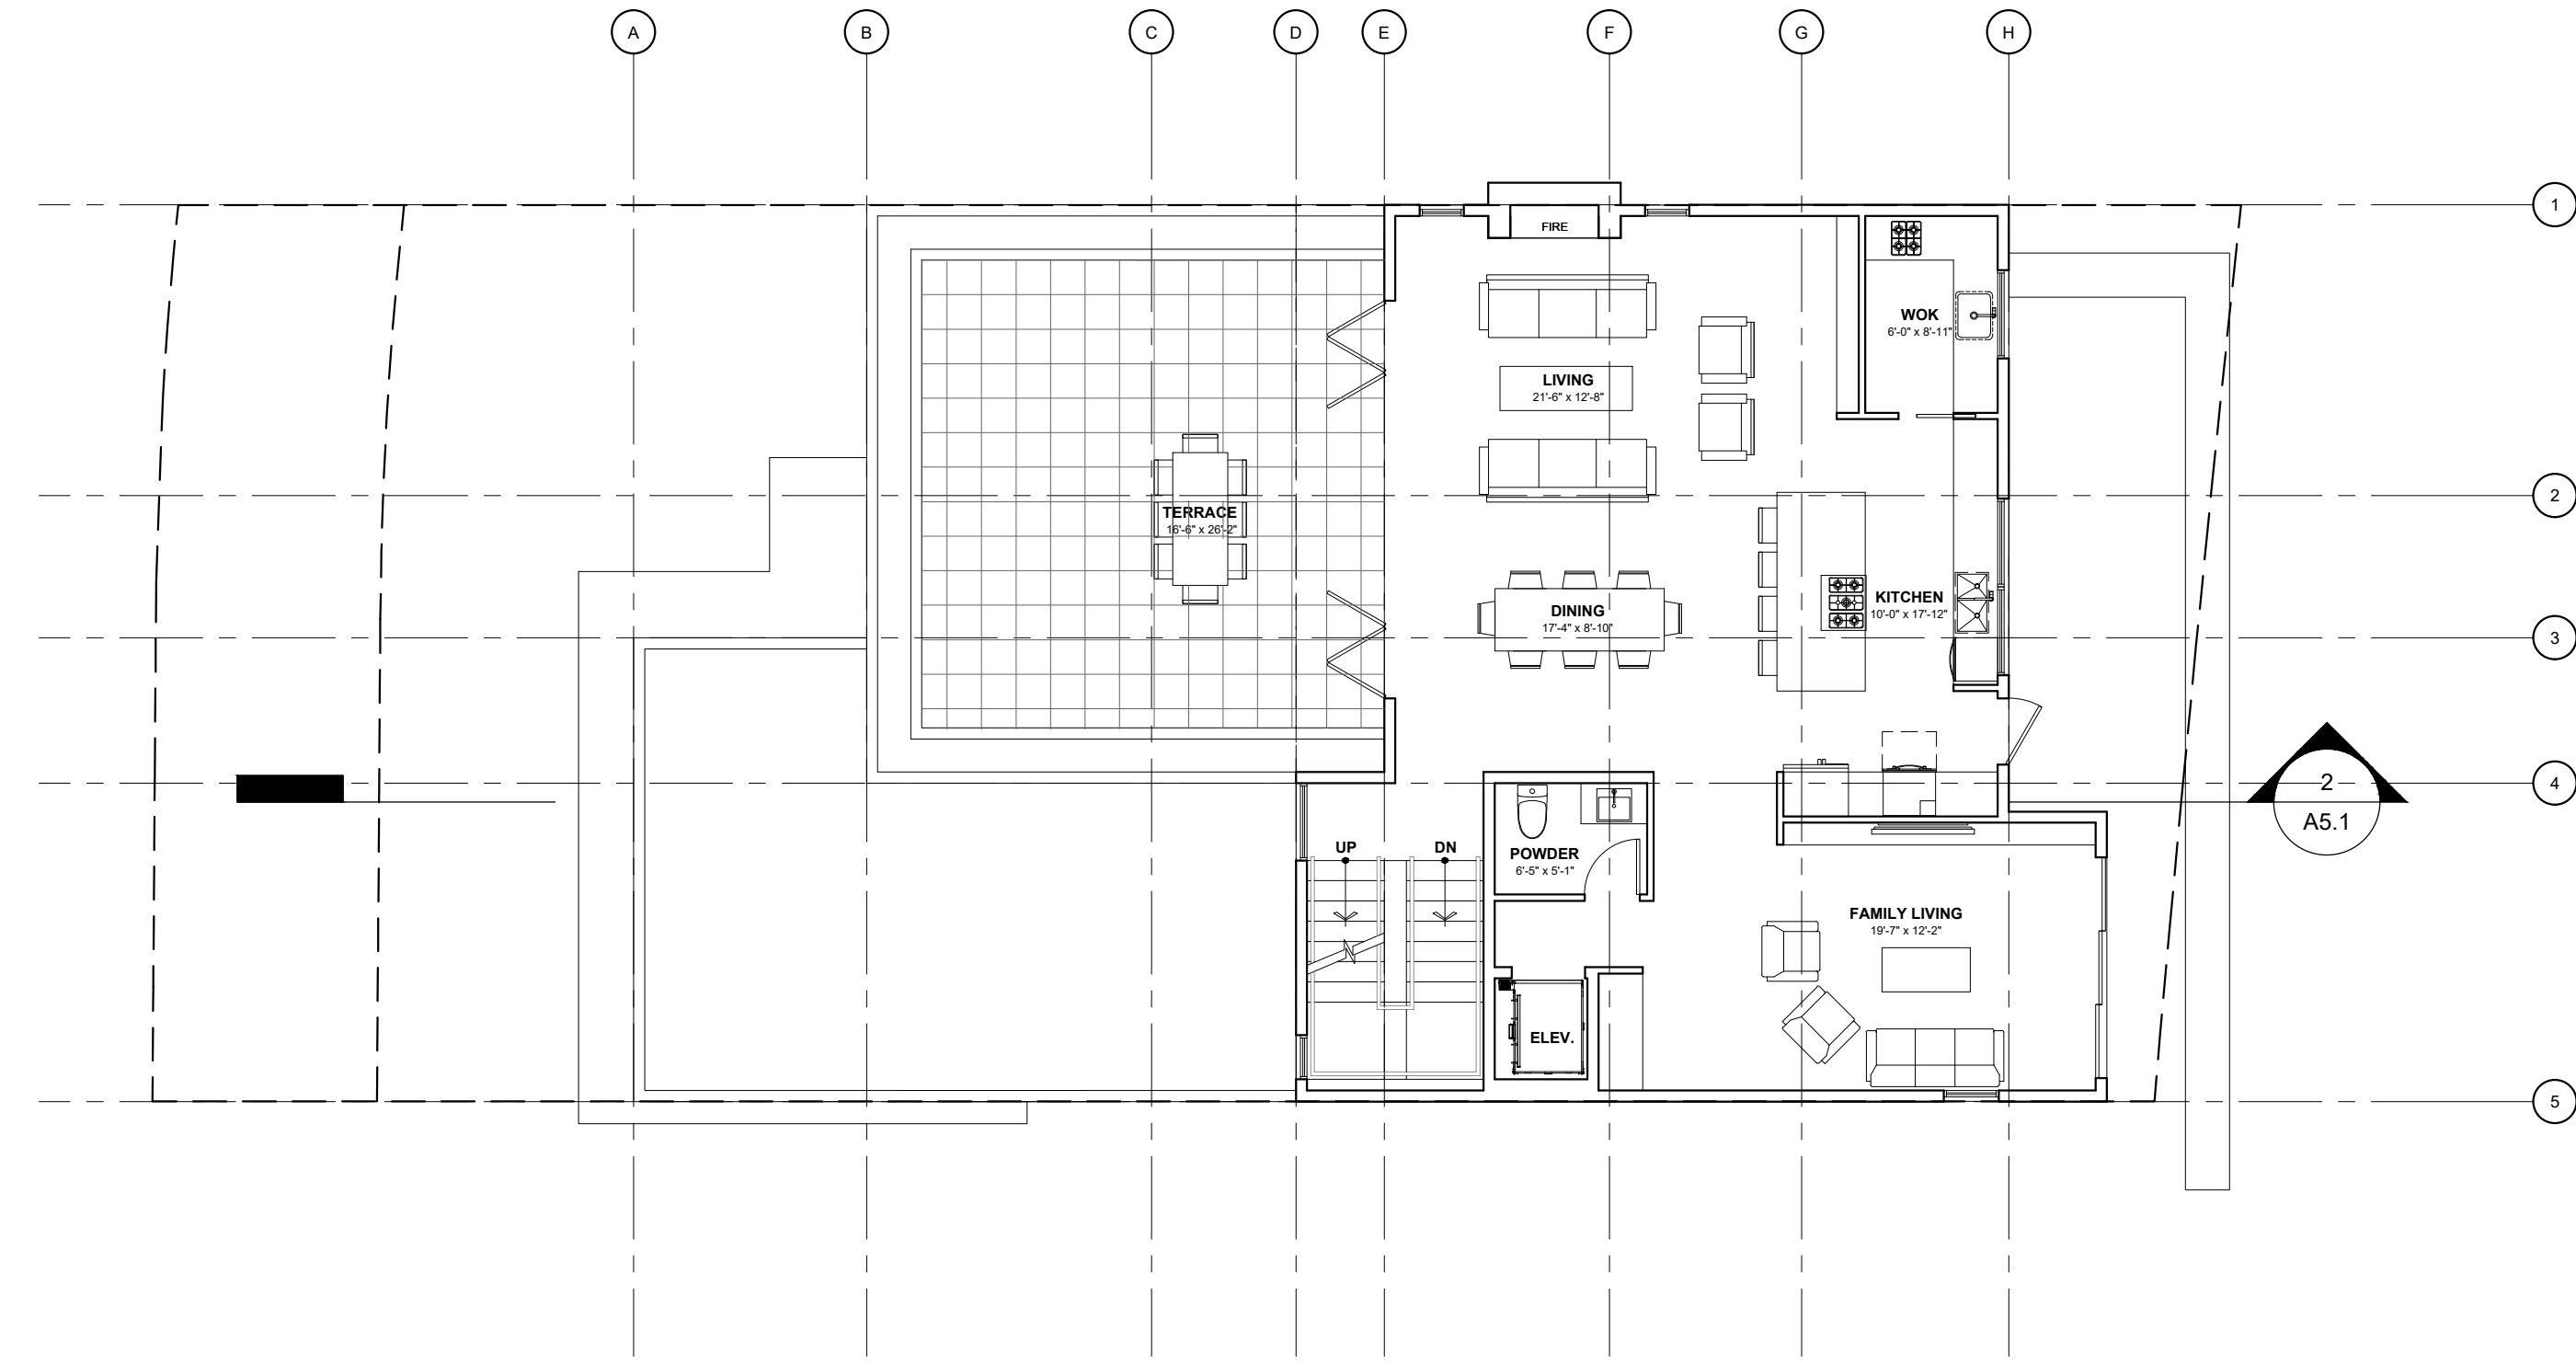 A B C D E F G H
1
FIRE
WOK
6'-0" x 8'-11"
LIVING
21'-6" x 12'-8"
2
TERRACE
16'-6" x 26'-2"
KITCHEN
10'-0" x 17'-12"
DINING
17'-4" x 8'-10"
3
4
2
A5.1
UP
DN
POWDER
6'-5" x 5'-1"
FAMILY LIVING
19'-7" x 12'-2"
ELEV.
5